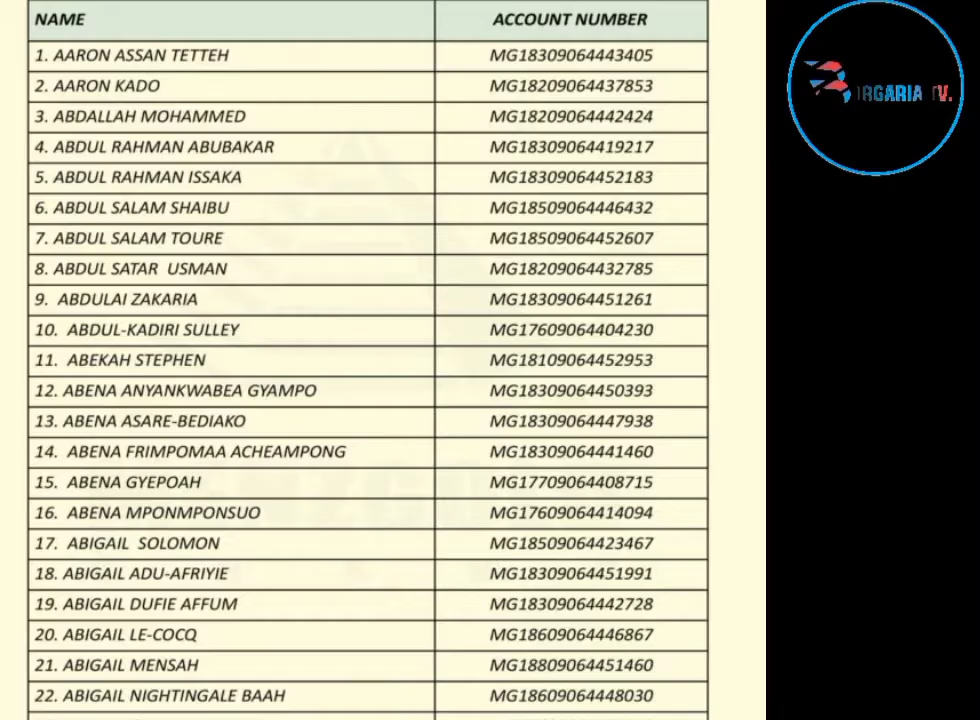 NAME ACCOUNT NUMBER
1. AARON ASSAN TETTEH MG18309064443405
2. AARON KADO MG18209064437853
3. ABDALLAH MOHAMMED MG18209064442424
4. ABDUL RAHMAN ABUBAKAR MG18309064419217
5. ABDUL RAHMAN ISSAKA MG18309064452183
6. ABDUL SALAM SHAIBU MG18509064446432
7. ABDUL SALAM TOURE MG18509064452607
8. ABDUL SATAR USMAN MG18209064432785
9. ABDULAI ZAKARIA MG18309064451261
10. ABDUL-KADIRI SULLEY MG17609064404230
11. ABEKAH STEPHEN MG18109064452953
12. ABENA ANYANKWABEA GYAMPO MG18309064450393
13. ABENA ASARE-BEDIAKO MG18309064447938
14. ABENA FRIMPOMAA ACHEAMPONG MG18309064441460
15. ABENA GYEPOAH MG17709064408715
16. ABENA MPONMPONSUO MG17609064414094
17. ABIGAIL SOLOMON MG18509064423467
18. ABIGAIL ADU-AFRIYIE MG18309064451991
19. ABIGAIL DUFIE AFFUM MG18309064442728
20. ABIGAIL LE-COCQ MG18609064446867
21. ABIGAIL MENSAH MG18809064451460
22. ABIGAIL NIGHTINGALE BAAH MG18609064448030
BIRGARIA TV.